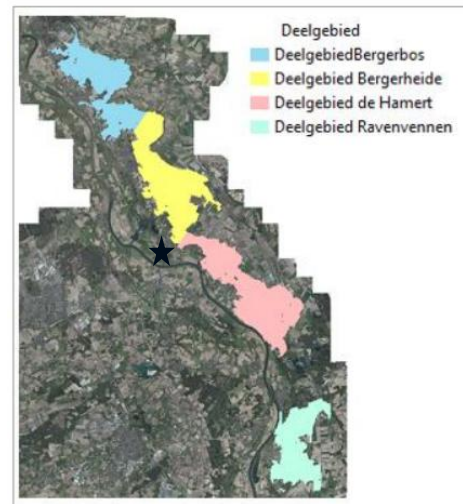 Deelgebied
DeelgebiedBergerbos
Deelgebied Bergerheide
Deelgebied de Hamert
Deelgebied Ravenvennen